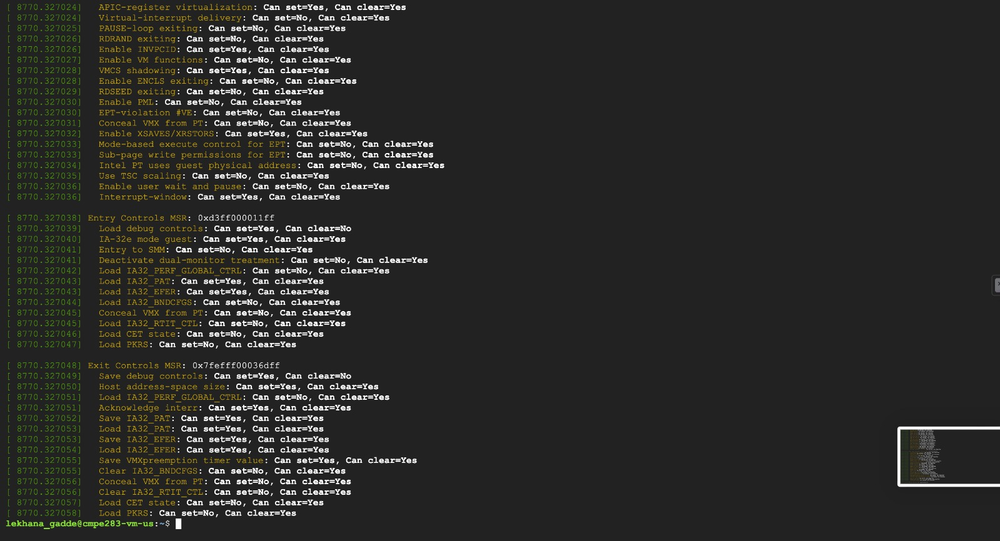 [ 8770.327024]   APIC-register virtualization: Can set=Yes, Can clear=Yes
[ 8770.327024]   Virtual-interrupt delivery: Can set=No, Can clear=Yes
[ 8770.327025]   PAUSE-loop exiting: Can set=No, Can clear=Yes
[ 8770.327026]   RDRAND exiting: Can set=No, Can clear=Yes
[ 8770.327026]   Enable INVPCID: Can set=Yes, Can clear=Yes
[ 8770.327027]   Enable VM functions: Can set=No, Can clear=Yes
[ 8770.327028]   VMCS shadowing: Can set=Yes, Can clear=Yes
[ 8770.327028]   Enable ENCLS exiting: Can set=No, Can clear=Yes
[ 8770.327029]   RDSEED exiting: Can set=No, Can clear=Yes
[ 8770.327030]   Enable PML: Can set=No, Can clear=Yes
[ 8770.327030]   EPT-violation #VE: Can set=No, Can clear=Yes
[ 8770.327031]   Conceal VMX from PT: Can set=No, Can clear=Yes
[ 8770.327032]   Enable XSAVES/XRSTORS: Can set=Yes, Can clear=Yes
[ 8770.327033]   Mode-based execute control for EPT: Can set=No, Can clear=Yes
[ 8770.327033]   Sub-page write permissions for EPT: Can set=No, Can clear=Yes
[ 8770.327034]   Intel PT uses guest physical address: Can set=No, Can clear=Yes
[ 8770.327035]   Use TSC scaling: Can set=No, Can clear=Yes
[ 8770.327036]   Enable user wait and pause: Can set=No, Can clear=Yes
[ 8770.327036]   Interrupt-window: Can set=Yes, Can clear=Yes
[ 8770.327038] Entry Controls MSR: 0xd3ff000011ff
[ 8770.327039]   Load debug controls: Can set=Yes, Can clear=No
[ 8770.327040]   IA-32e mode guest: Can set=Yes, Can clear=Yes
[ 8770.327041]   Entry to SMM: Can set=No, Can clear=Yes
[ 8770.327041]   Deactivate dual-monitor treatment: Can set=No, Can clear=Yes
[ 8770.327042]   Load IA32_PERF_GLOBAL_CTRL: Can set=No, Can clear=Yes
[ 8770.327043]   Load IA32_PAT: Can set=Yes, Can clear=Yes
[ 8770.327043]   Load IA32_EFER: Can set=Yes, Can clear=Yes
[ 8770.327044]   Load IA32_BNDCFGS: Can set=No, Can clear=Yes
[ 8770.327045]   Conceal VMX from PT: Can set=No, Can clear=Yes
[ 8770.327045]   Load IA32_RTIT_CTL: Can set=No, Can clear=Yes
[ 8770.327046]   Load CET state: Can set=No, Can clear=Yes
[ 8770.327047]   Load PKRS: Can set=No, Can clear=Yes
[ 8770.327048] Exit Controls MSR: 0x7fefff00036dff
[ 8770.327049]   Save debug controls: Can set=Yes, Can clear=No
[ 8770.327050]   Host address-space size: Can set=Yes, Can clear=Yes
[ 8770.327051]   Load IA32_PERF_GLOBAL_CTRL: Can set=No, Can clear=Yes
[ 8770.327051]   Acknowledge interr: Can set=Yes, Can clear=Yes
[ 8770.327052]   Save IA32_PAT: Can set=Yes, Can clear=Yes
[ 8770.327053]   Load IA32_PAT: Can set=Yes, Can clear=Yes
[ 8770.327053]   Save IA32_EFER: Can set=Yes, Can clear=Yes
[ 8770.327054]   Load IA32_EFER: Can set=Yes, Can clear=Yes
[ 8770.327055]   Save VMXpreemption timer value: Can set=Yes, Can clear=Yes
[ 8770.327055]   Clear IA32_BNDCFGS: Can set=No, Can clear=Yes
[ 8770.327056]   Conceal VMX from PT: Can set=No, Can clear=Yes
[ 8770.327056]   Clear IA32_RTIT_CTL: Can set=No, Can clear=Yes
[ 8770.327057]   Load CET state: Can set=No, Can clear=Yes
[ 8770.327058]   Load PKRS: Can set=No, Can clear=Yes
lekhana_gadde@cmpe283-vm-us:~$